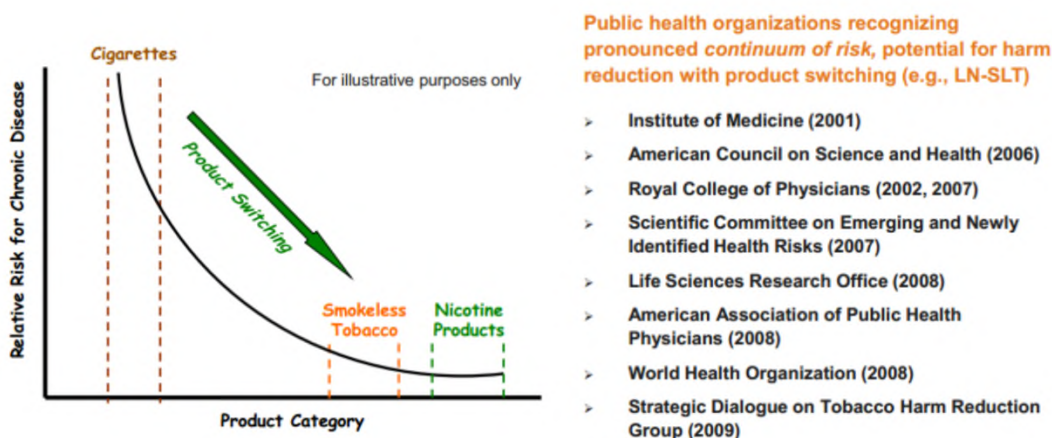 Cigarettes
For illustrative purposes only
Product Switching
Smokeless
Tobacco
Nicotine
Products
Relative Risk for Chronic Disease
Product Category
Public health organizations recognizing
pronounced continuum of risk, potential for harm
reduction with product switching (e.g., LN-SLT)
➢ Institute of Medicine (2001)
➢ American Council on Science and Health (2006)
➢ Royal College of Physicians (2002, 2007)
➢ Scientific Committee on Emerging and Newly
Identified Health Risks (2007)
➢ Life Sciences Research Office (2008)
➢ American Association of Public Health
Physicians (2008)
➢ World Health Organization (2008)
➢ Strategic Dialogue on Tobacco Harm Reduction
Group (2009)